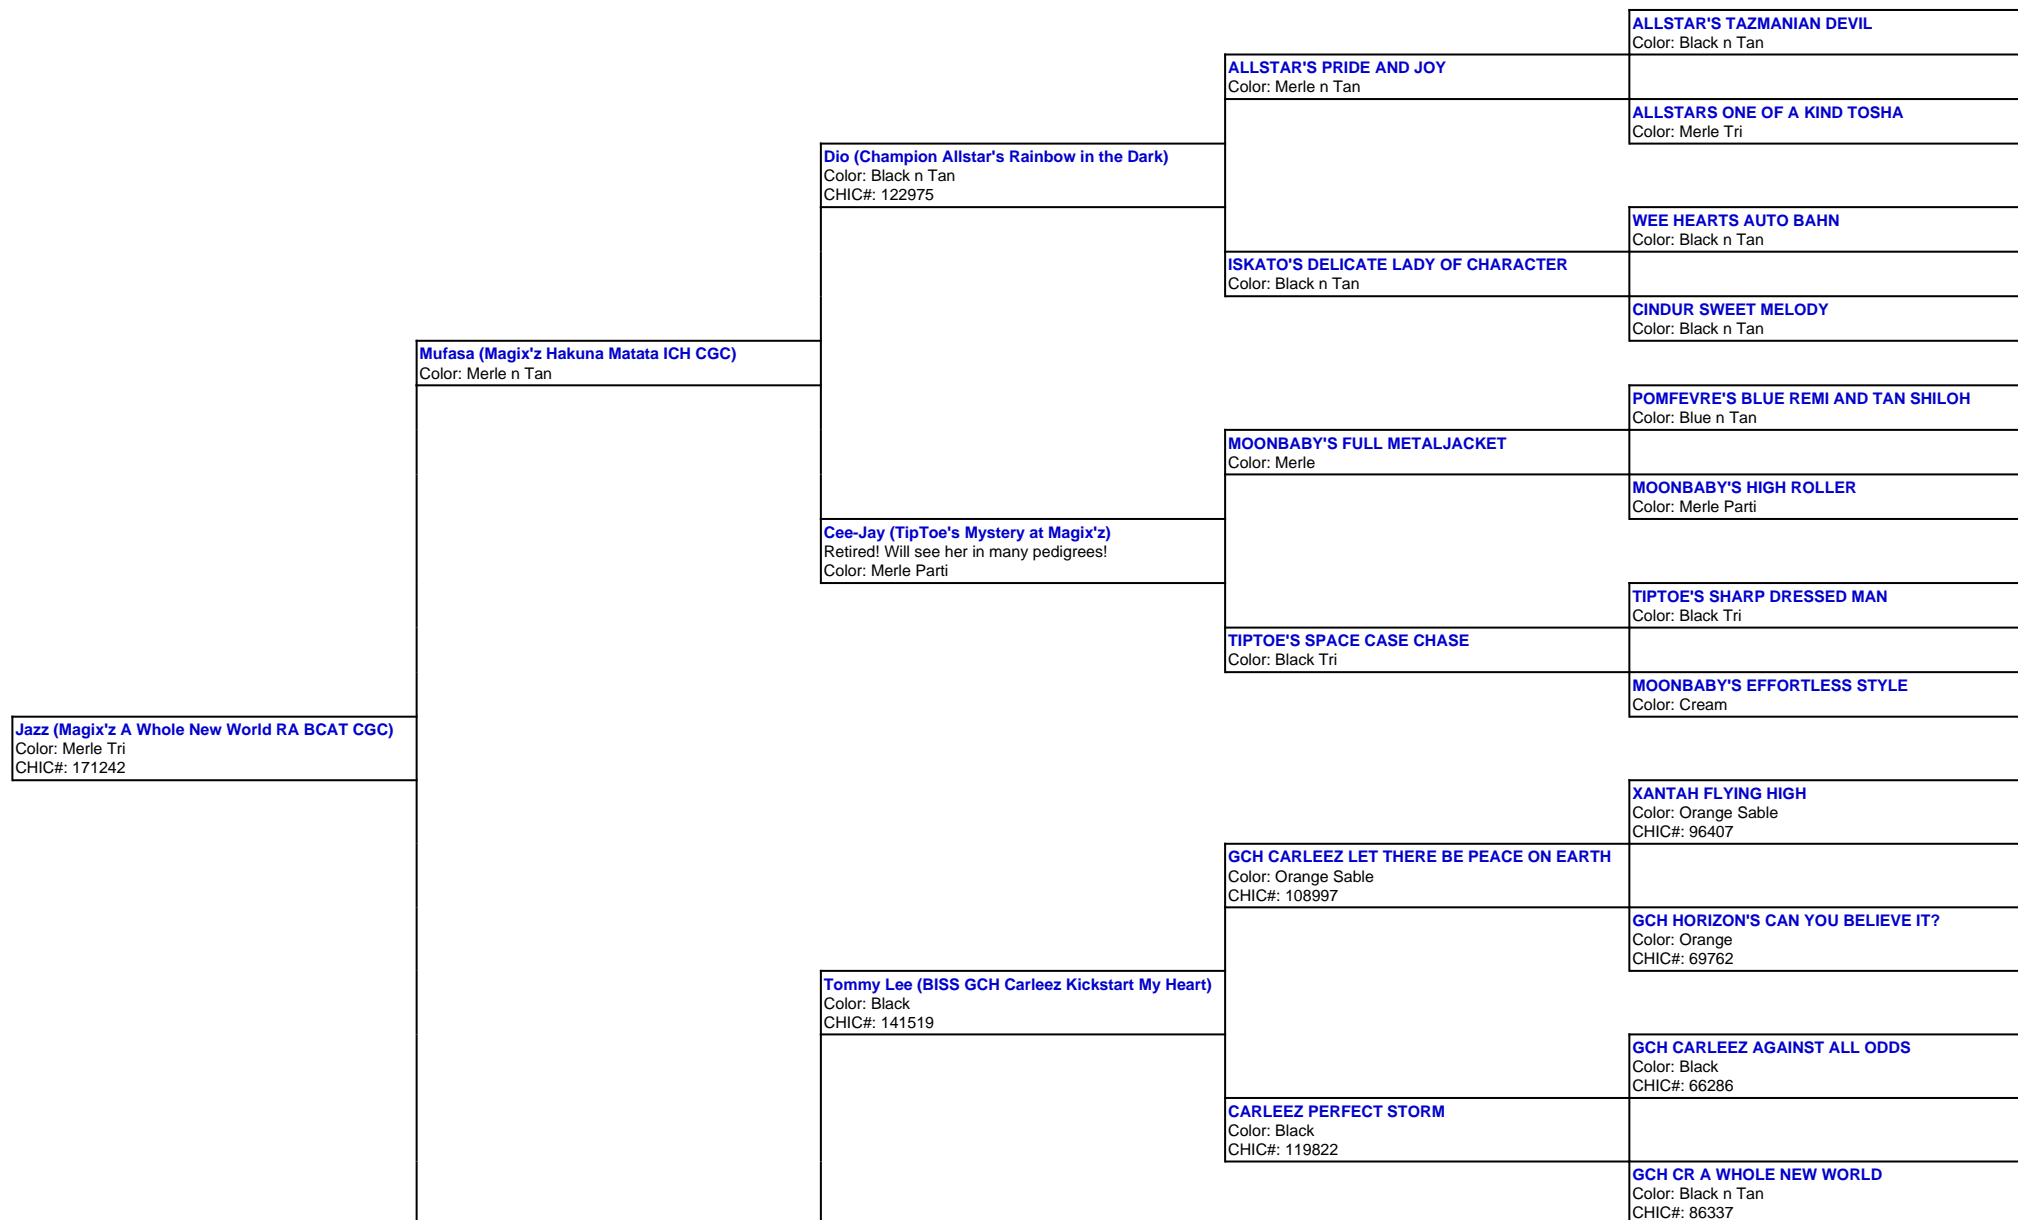 ALLSTAR'S TAZMANIAN DEVIL
Color: Black n Tan
ALLSTAR'S PRIDE AND JOY
Color: Merle n Tan
ALLSTARS ONE OF A KIND TOSHA
Color: Merle Tri
Dio (Champion Allstar's Rainbow in the Dark)
Color: Black n Tan
CHIC#: 122975
WEE HEARTS AUTO BAHN
Color: Black n Tan
ISKATO'S DELICATE LADY OF CHARACTER
Color: Black n Tan
CINDUR SWEET MELODY
Color: Black n Tan
Mufasa (Magix'z Hakuna Matata ICH CGC)
Color: Merle n Tan
POMFEVRE'S BLUE REMI AND TAN SHILOH
Color: Blue n Tan
MOONBABY'S FULL METALJACKET
Color: Merle
MOONBABY'S HIGH ROLLER
Color: Merle Parti
Cee-Jay (TipToe's Mystery at Magix'z)
Retired! Will see her in many pedigrees!
Color: Merle Parti
TIPTOE'S SHARP DRESSED MAN
Color: Black Tri
TIPTOE'S SPACE CASE CHASE
Color: Black Tri
MOONBABY'S EFFORTLESS STYLE
Color: Cream
Jazz (Magix'z A Whole New World RA BCAT CGC)
Color: Merle Tri
CHIC#: 171242
XANTAH FLYING HIGH
Color: Orange Sable
CHIC#: 96407
GCH CARLEEZ LET THERE BE PEACE ON EARTH
Color: Orange Sable
CHIC#: 108997
GCH HORIZON'S CAN YOU BELIEVE IT?
Color: Orange
CHIC#: 69762
Tommy Lee (BISS GCH Carleez Kickstart My Heart)
Color: Black
CHIC#: 141519
GCH CARLEEZ AGAINST ALL ODDS
Color: Black
CHIC#: 66286
CARLEEZ PERFECT STORM
Color: Black
CHIC#: 119822
GCH CR A WHOLE NEW WORLD
Color: Black n Tan
CHIC#: 86337